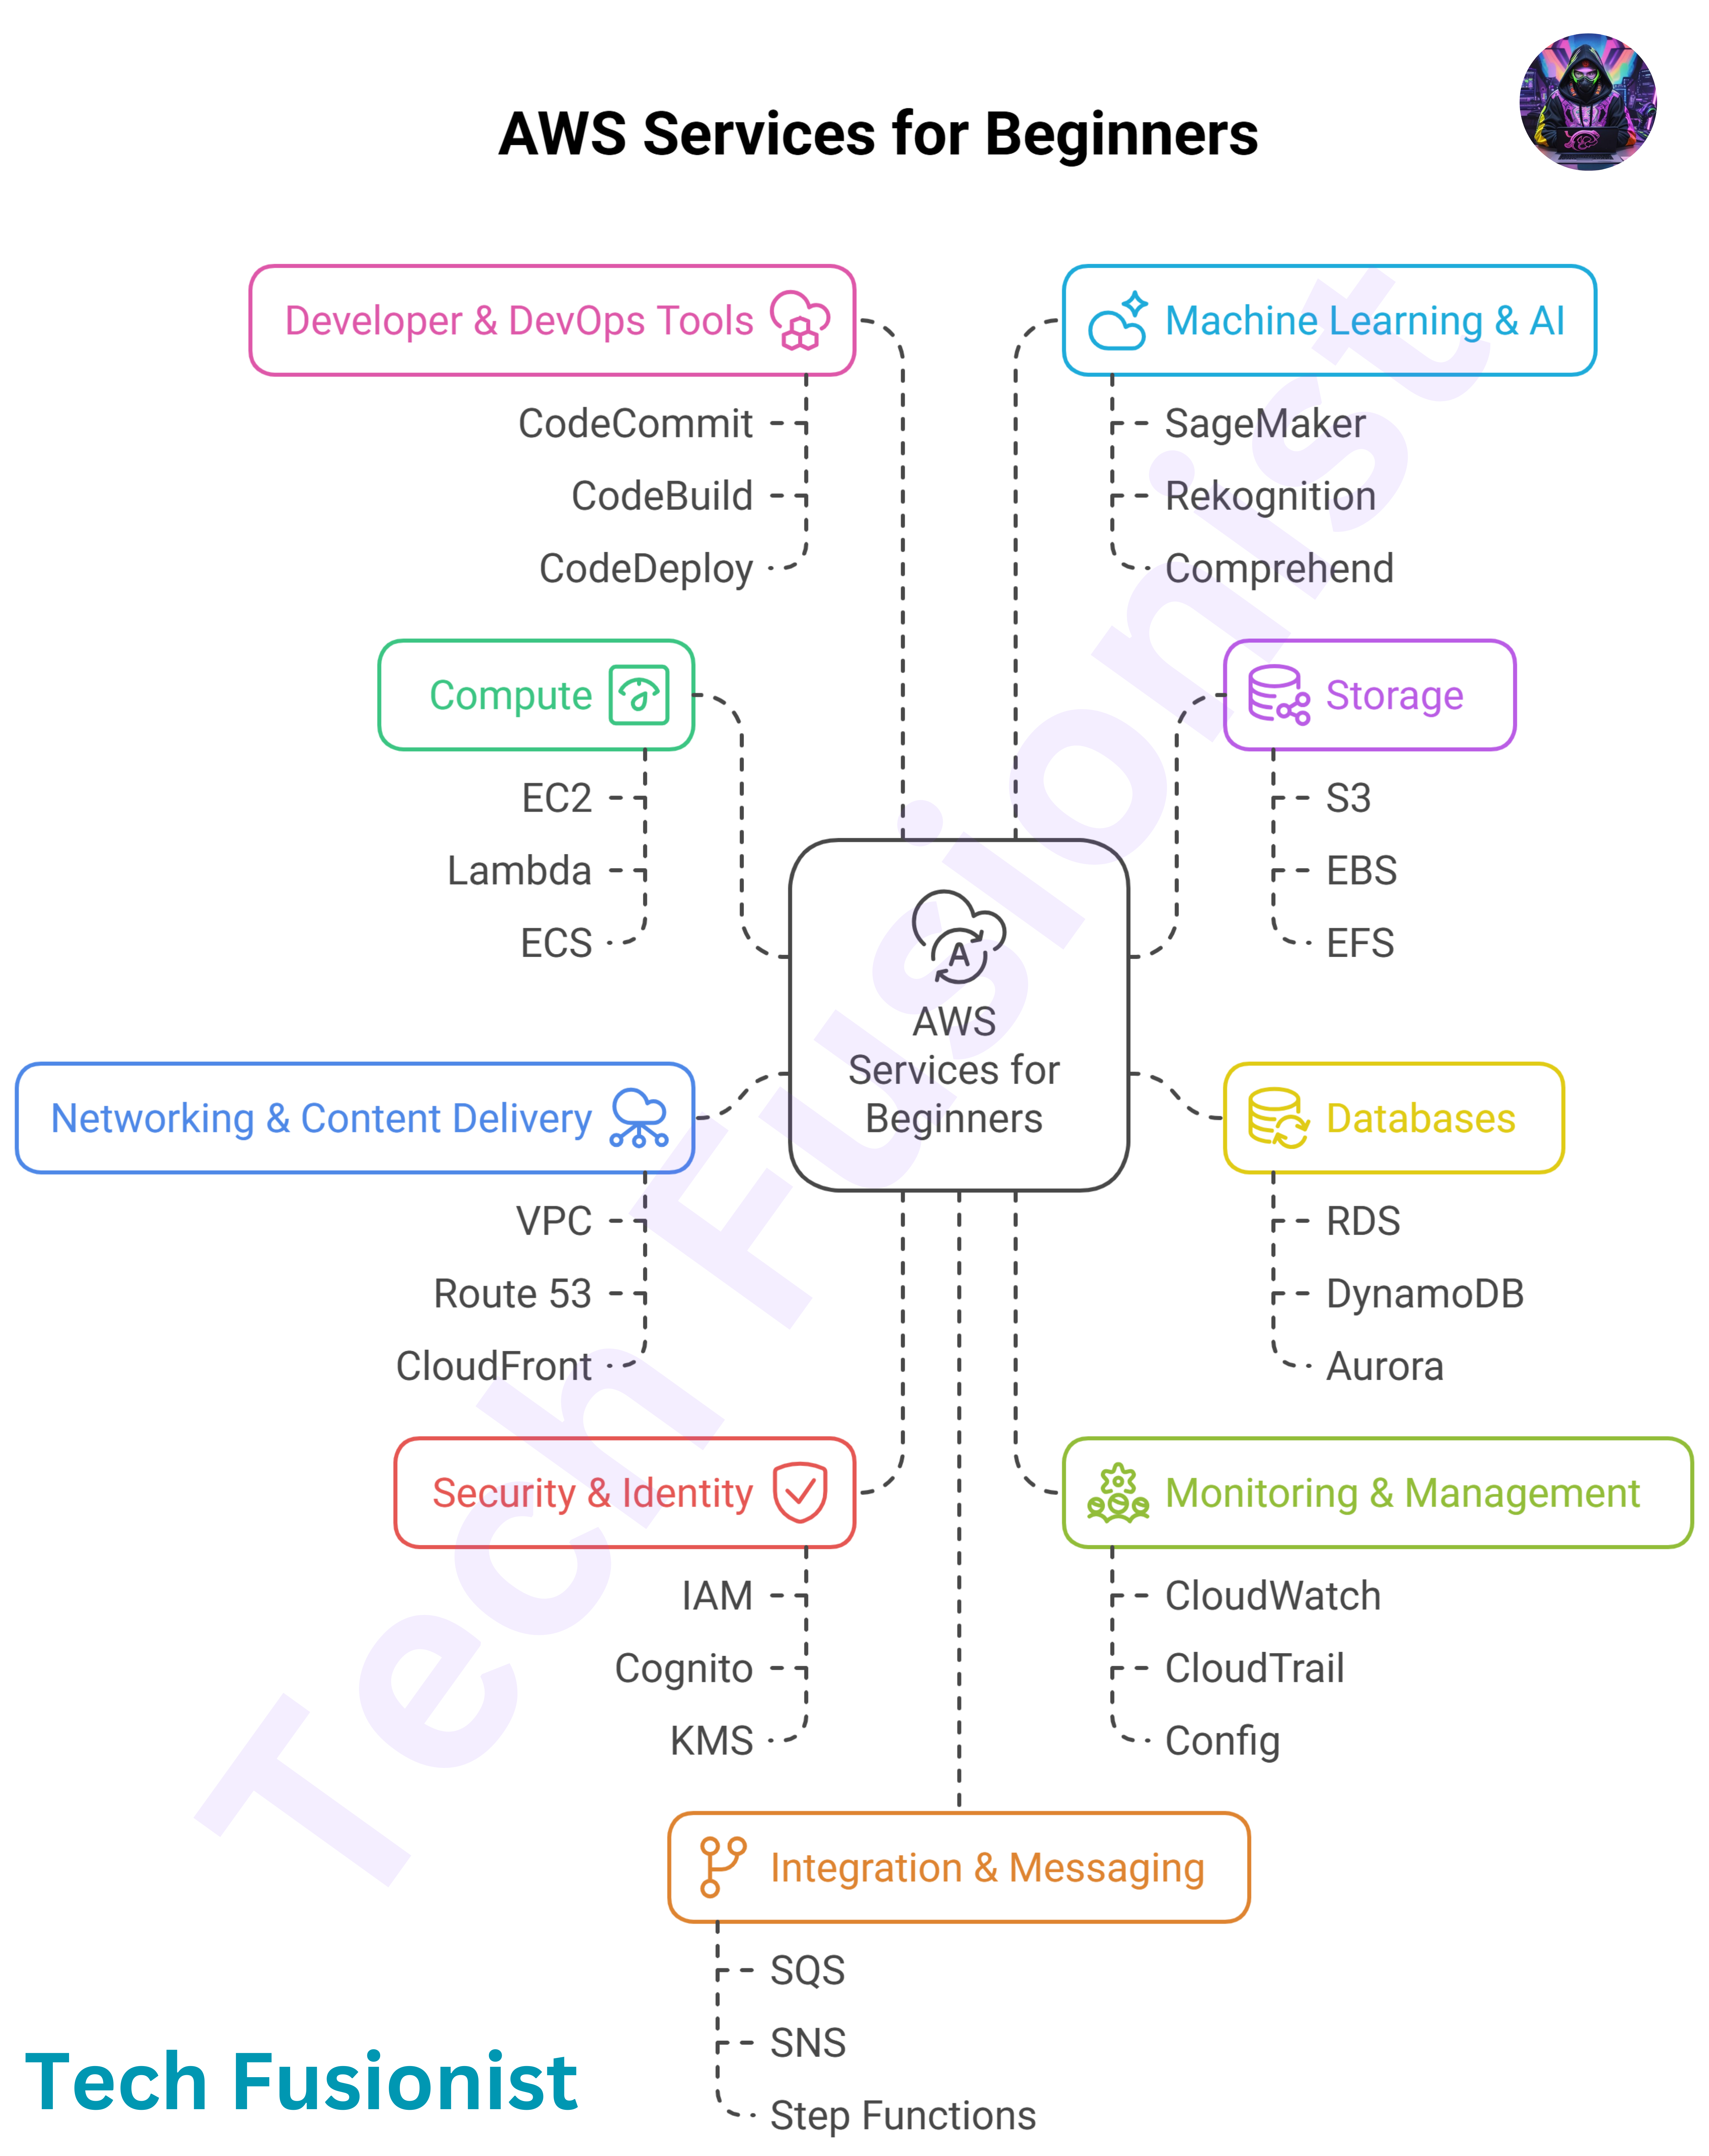 AWS Services for Beginners
Developer & DevOps Tools
CodeCommit
CodeBuild
CodeDeploy
Machine Learning & AI
SageMaker
Rekognition
Comprehend
Compute
EC2
Lambda
ECS
Storage
S3
EBS
EFS
A
AWS
Services for
Beginners
Networking & Content Delivery
VPC
Route 53
CloudFront
Databases
RDS
DynamoDB
Aurora
Security & Identity
IAM
Cognito
KMS
Monitoring & Management
CloudWatch
CloudTrail
Config
Integration & Messaging
SQS
SNS
Step Functions
Tech Fusionist
Tech Fusionist